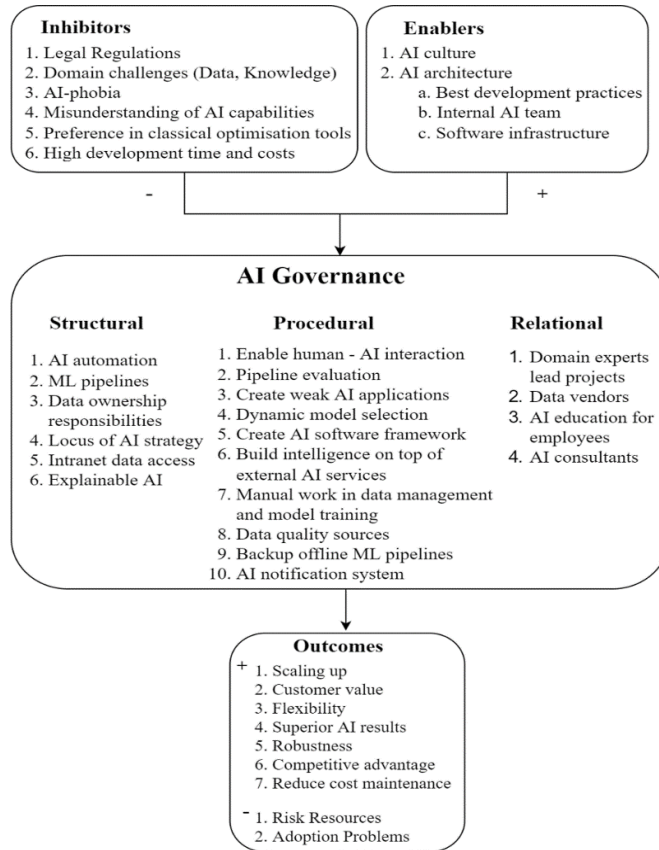 Inhibitors
1. Legal Regulations
2. Domain challenges (Data, Knowledge)
3. AI-phobia
4. Misunderstanding of AI capabilities
5. Preference in classical optimisation tools
6. High development time and costs
Enablers
1. AI culture
2. AI architecture
a. Best development practices
b. Internal AI team
c. Software infrastructure
-
+
AI Governance
Structural
1. AI automation
2. ML pipelines
3. Data ownership
responsibilities
4. Locus of AI strategy
5. Intranet data access
6. Explainable AI
Procedural
1. Enable human - AI interaction
2. Pipeline evaluation
3. Create weak AI applications
4. Dynamic model selection
5. Create AI software framework
6. Build intelligence on top of
external AI services
7. Manual work in data management
and model training
8. Data quality sources
9. Backup offline ML pipelines
10. AI notification system
Relational
1. Domain experts
lead projects
2. Data vendors
3. AI education for
employees
4. AI consultants
Outcomes
+ 1. Scaling up
2. Customer value
3. Flexibility
4. Superior AI results
5. Robustness
6. Competitive advantage
7. Reduce cost maintenance
- 1. Risk Resources
2. Adoption Problems